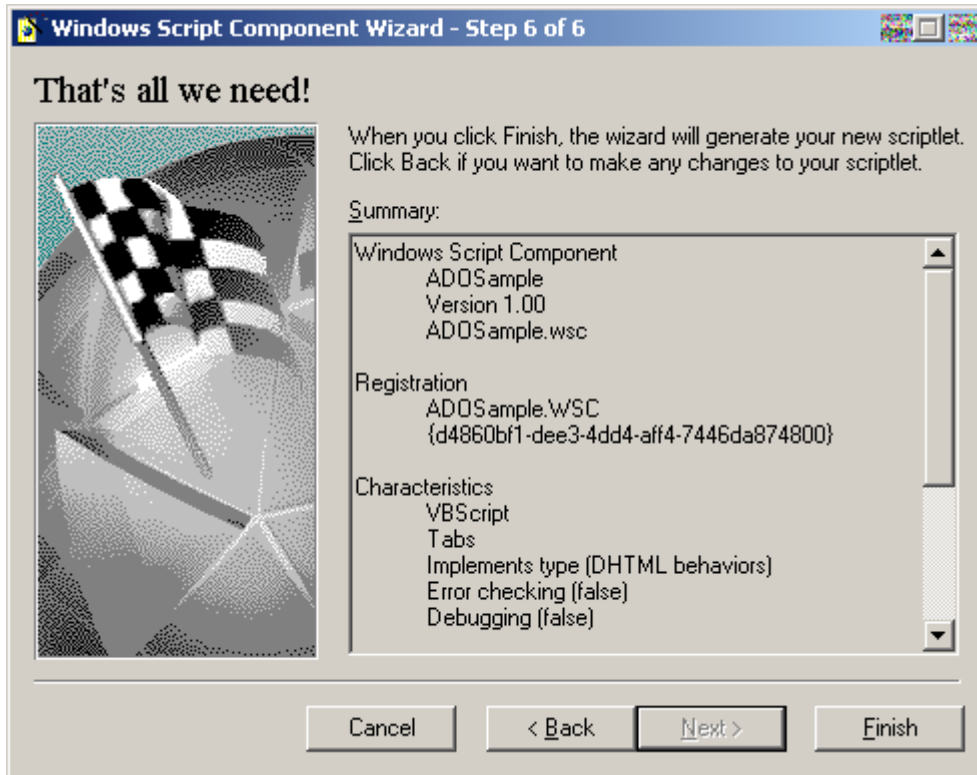 Windows Script Component Wizard - Step 6 of 6
That's all we need!
When you click Finish, the wizard will generate your new scriptlet.
Click Back if you want to make any changes to your scriptlet.
Summary:
Windows Script Component
ADOSample
Version 1.00
ADOSample.wsc
Registration
ADOSample.WSC
{d4860bf1-dee3-4dd4-aff4-7446da874800}
Characteristics
VBScript
Tabs
Implements type (DHTML behaviors)
Error checking (false)
Debugging (false)
Cancel
< Back
Next >
Finish